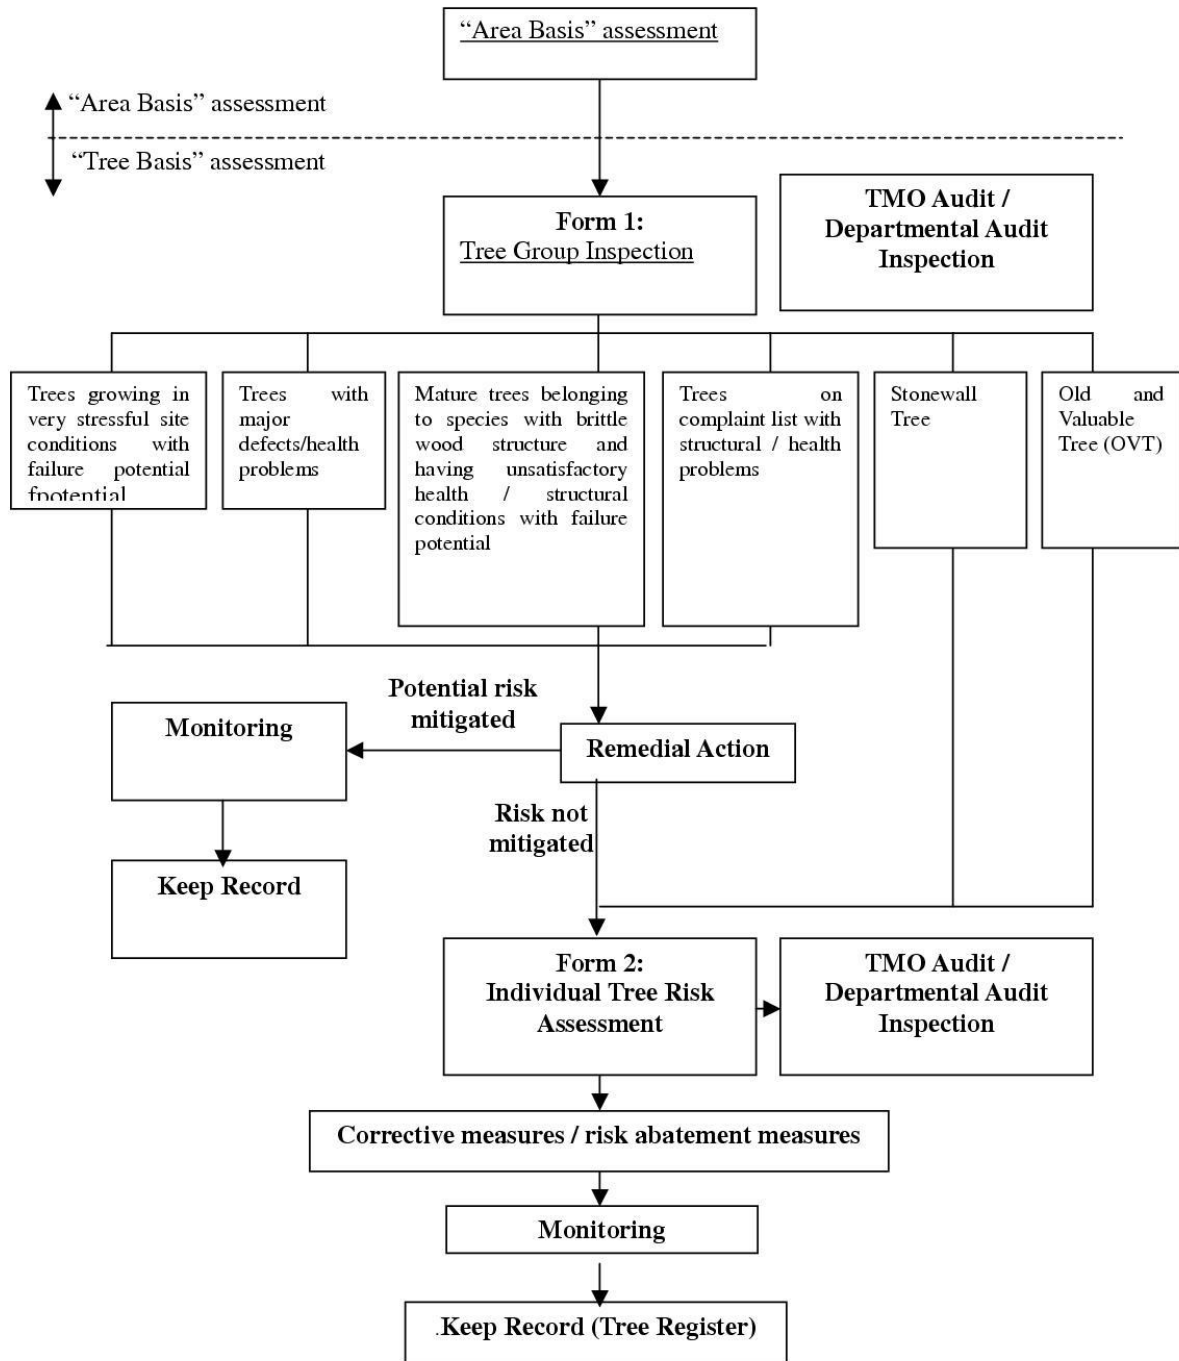 “Area Basis” assessment
“Area Basis” assessment
“Tree Basis” assessment
Form 1:
Tree Group Inspection
TMO Audit /
Departmental Audit
Inspection
Trees growing in
very stressful site
conditions with
failure potential
fpotential
Trees with
major
defects/health
problems
Mature trees belonging
to species with brittle
wood structure and
having unsatisfactory
health / structural
conditions with failure
potential
Trees on
complaint list with
structural / health
problems
Stonewall
Tree
Old and
Valuable
Tree (OVT)
Potential risk
mitigated
Monitoring
Remedial Action
Risk not
mitigated
Keep Record
Form 2:
Individual Tree Risk
Assessment
TMO Audit /
Departmental Audit
Inspection
Corrective measures / risk abatement measures
Monitoring
.Keep Record (Tree Register)